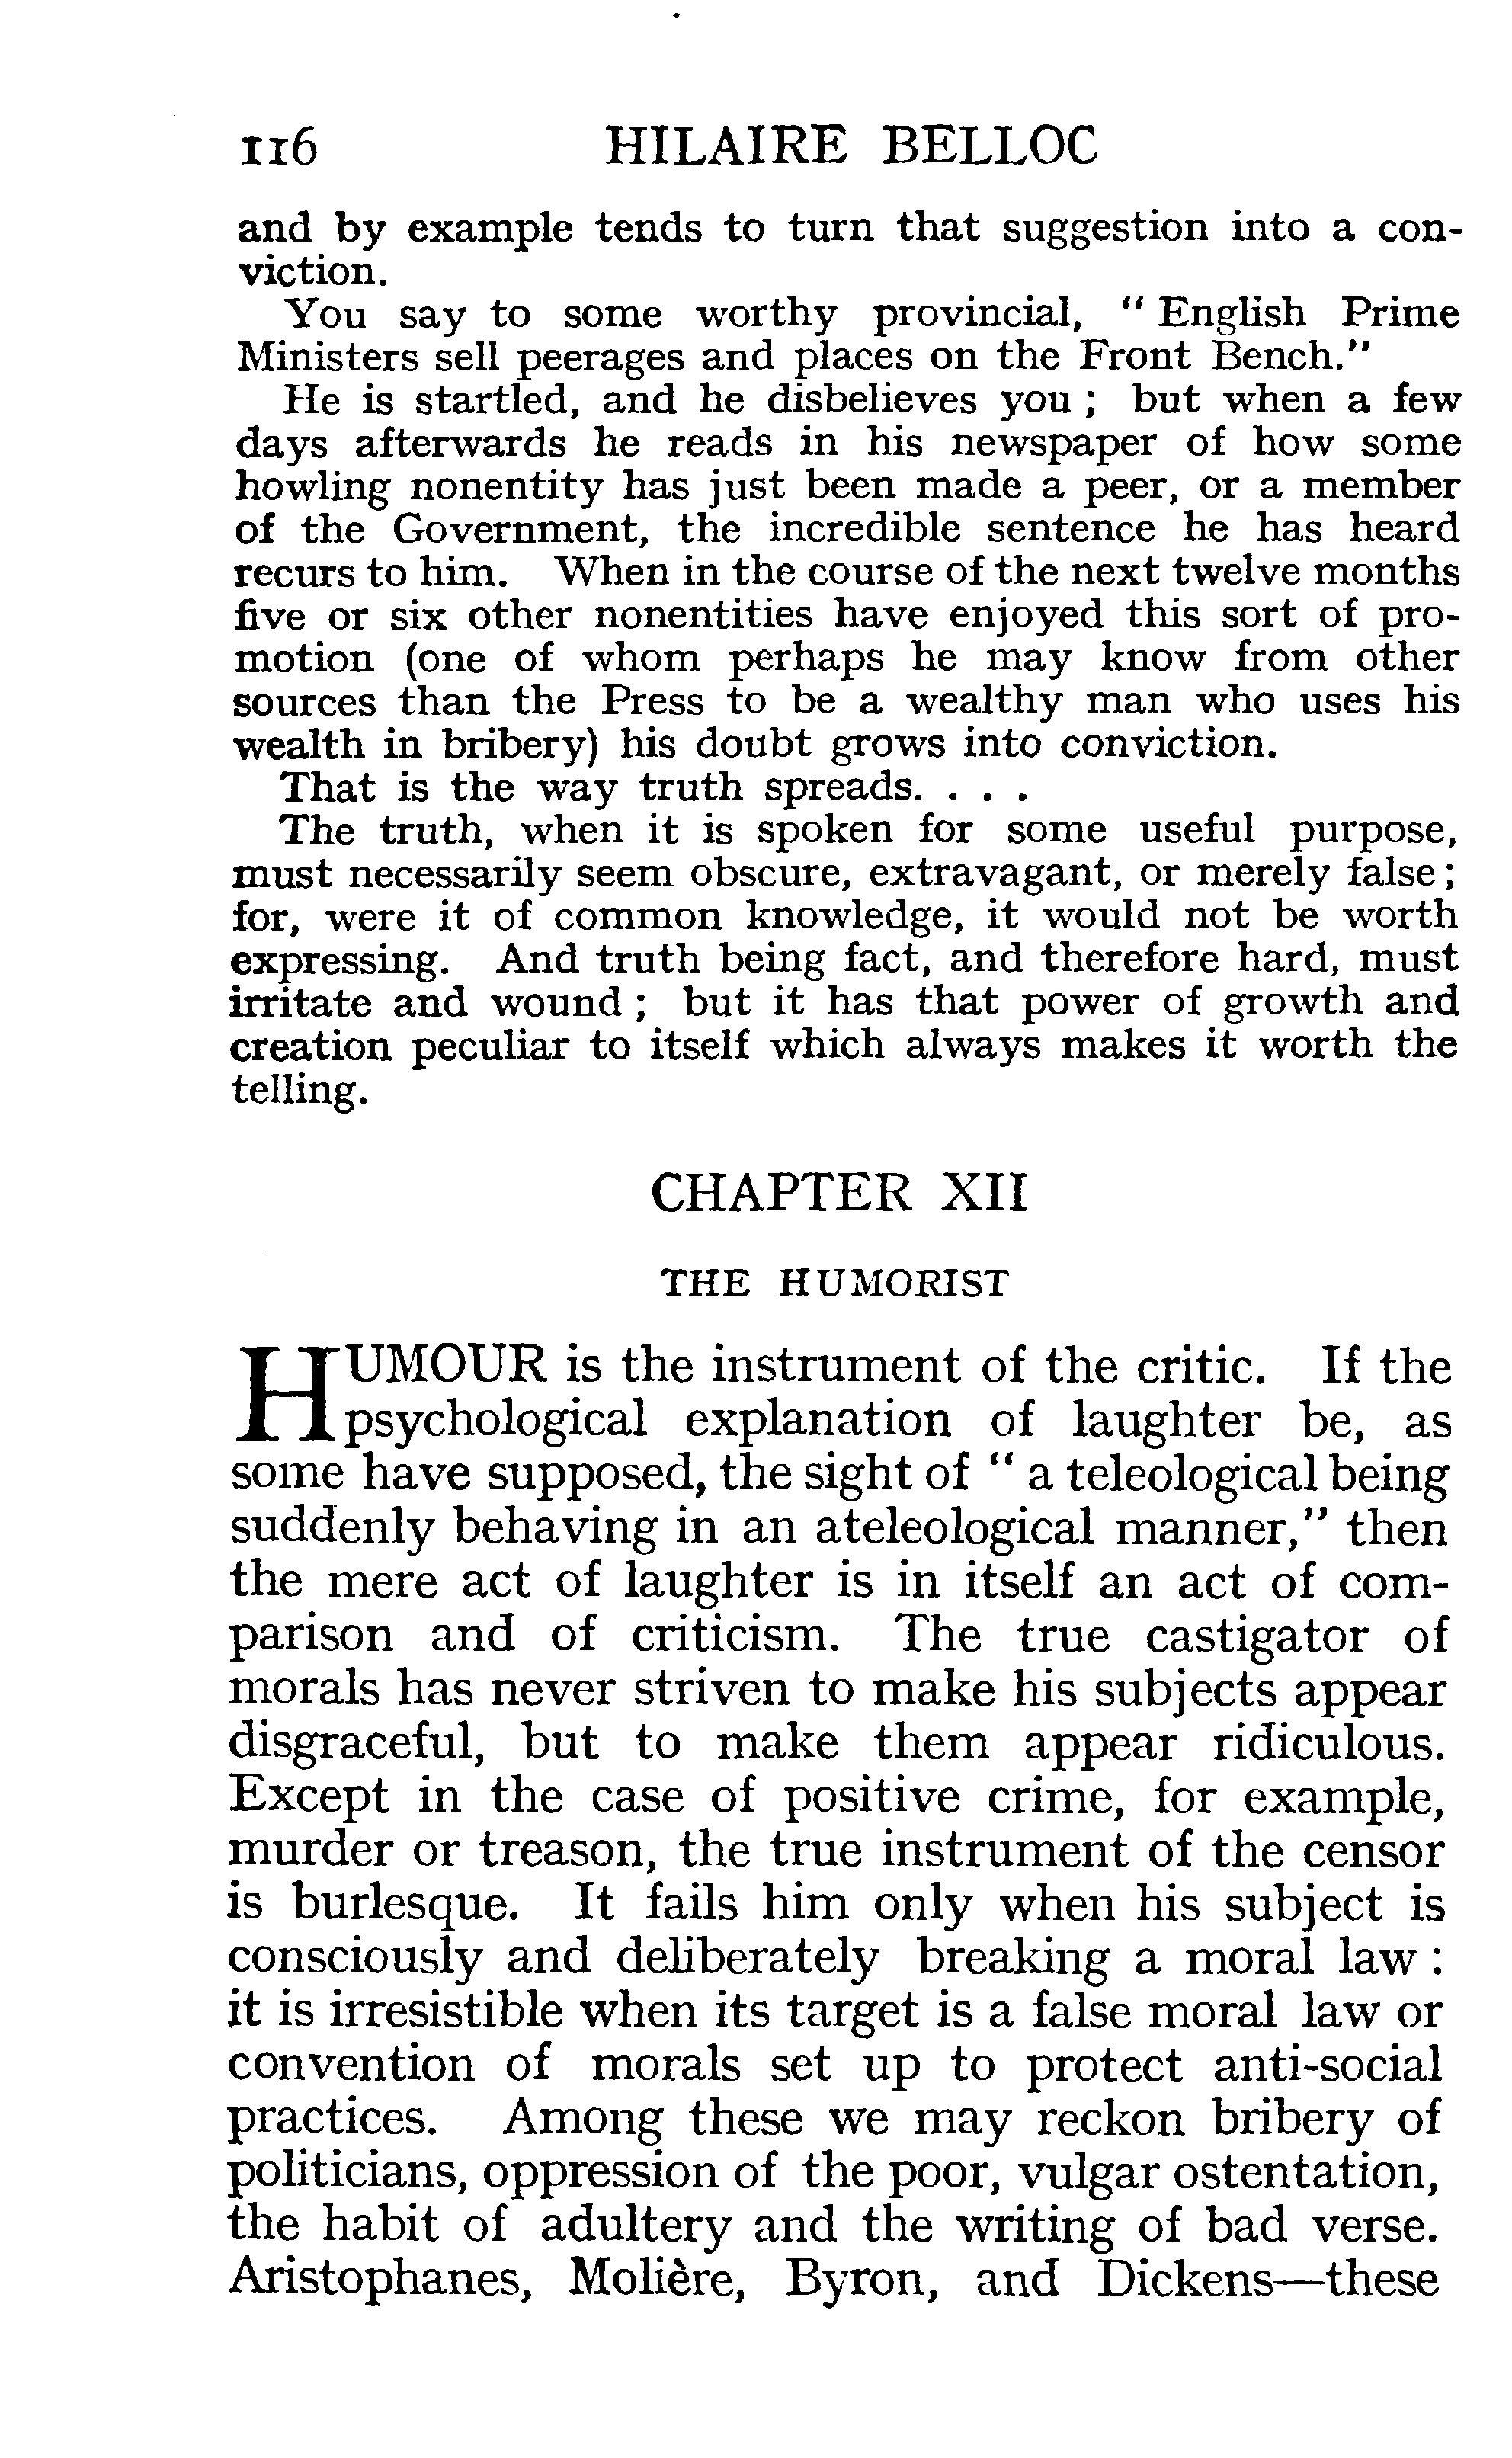 116 HILAIRE BELLOC
and by example tends to turn that suggestion into a con-
viction.
You say to some worthy provincial, " English Prime
Ministers sell peerages and places on the Front Bench."
He is startled, and he disbelieves you ; but when a few
days afterwards he reads in his newspaper of how some
howling nonentity has just been made a peer, or a member
of the Government, the incredible sentence he has heard
recurs to him. When in the course of the next twelve months
five or six other nonentities have enjoyed this sort of pro-
motion (one of whom perhaps he may know from other
sources than the Press to be a wealthy man who uses his
wealth in bribery) his doubt grows into conviction.
That is the way truth spreads. . . .
The truth, when it is spoken for some useful purpose,
must necessarily seem obscure, extravagant, or merely false ;
for, were it of common knowledge, it would not be worth
expressing. And truth being fact, and therefore hard, must
irritate and wound ; but it has that power of growth and
creation peculiar to itself which always makes it worth the
telling.
CHAPTER XII
THE HUMORIST
HUMOUR is the instrument of the critic. If the
psychological explanation of laughter be, as
some have supposed, the sight of " a teleological being
suddenly behaving in an ateleological manner," then
the mere act of laughter is in itself an act of com-
parison and of criticism. The true castigator of
morals has never striven to make his subjects appear
disgraceful, but to make them appear ridiculous.
Except in the case of positive crime, for example,
murder or treason, the true instrument of the censor
is burlesque. It fails him only when his subject is
consciously and deliberately breaking a moral law :
it is irresistible when its target is a false moral law or
convention of morals set up to protect anti-social
practices. Among these we may reckon bribery of
politicians, oppression of the poor, vulgar ostentation,
the habit of adultery and the writing of bad verse.
Aristophanes, Molière, Byron, and Dickens—these